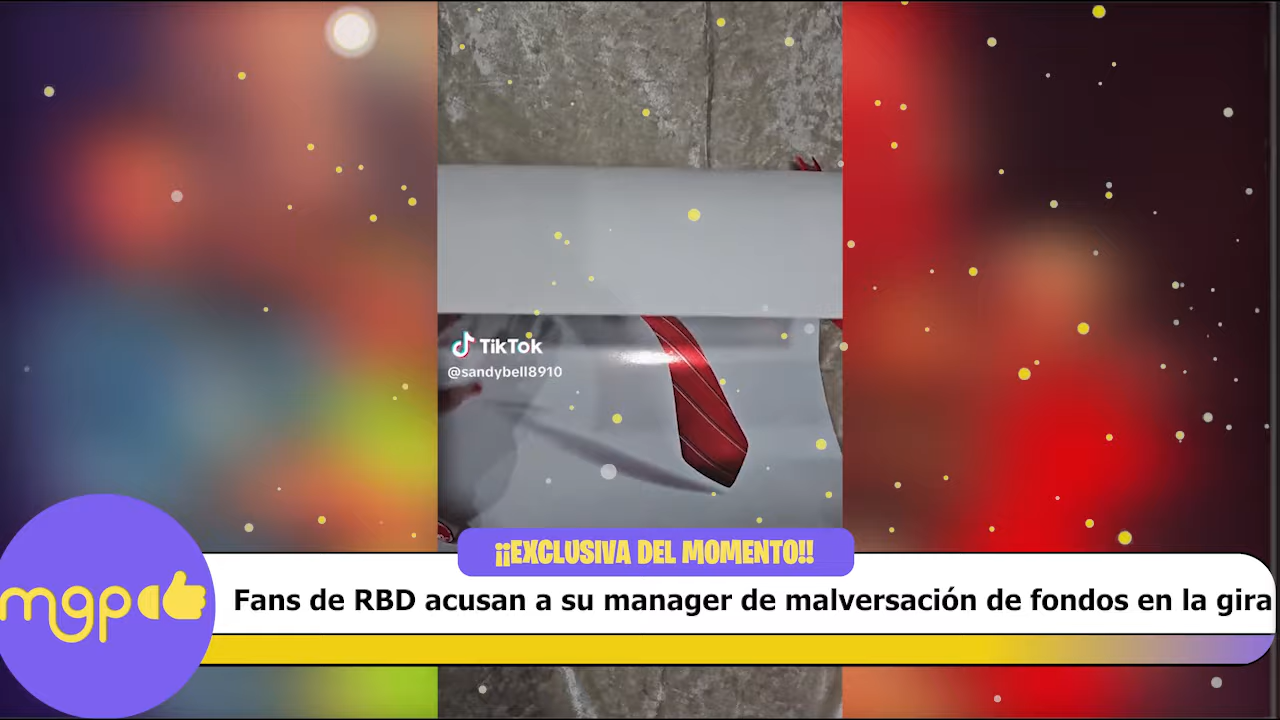 TikTok
@sandybell8910
¡¡EXCLUSIVA DEL MOMENTO!!
mgp
Fans de RBD acusan a su manager de malversación de fondos en la gira